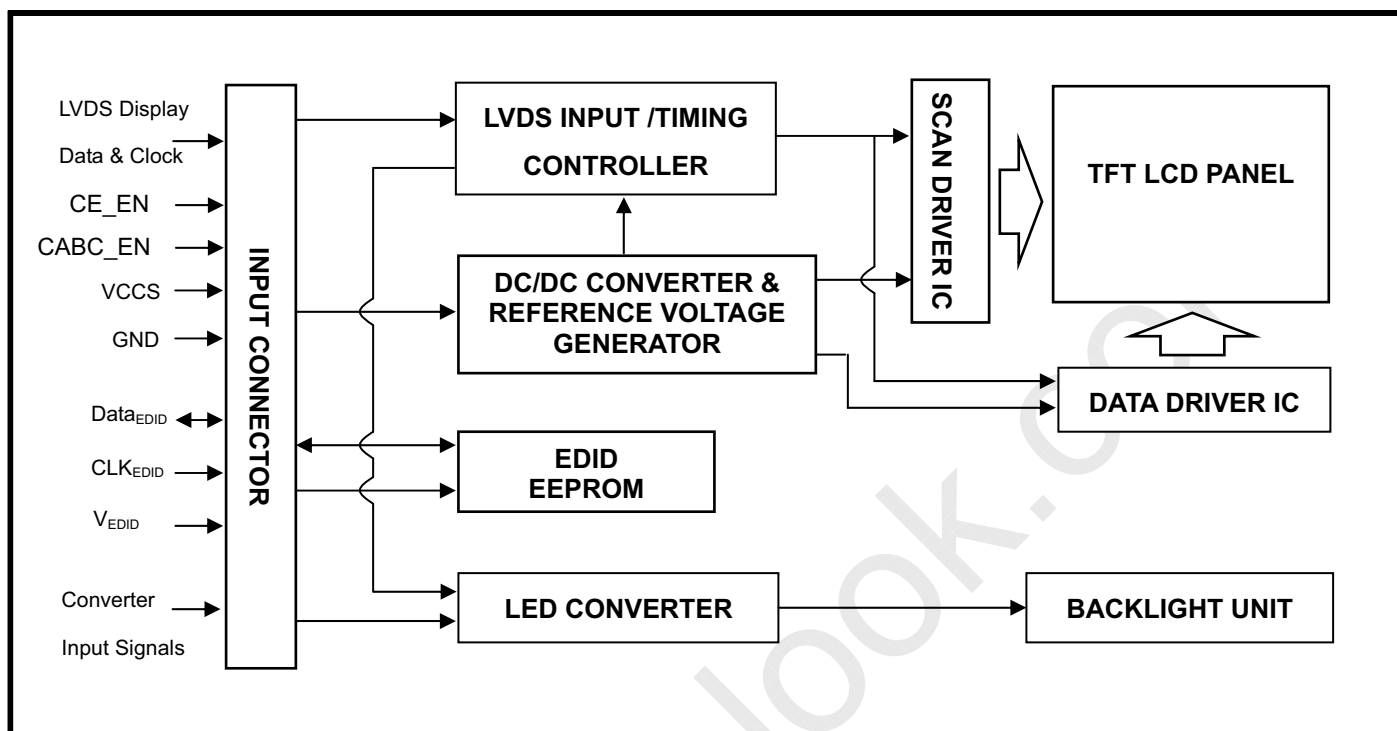 LVDS Display
Data & Clock
CE_EN
CABC_EN
VCCS
GND
DataEDID
CLKEDID
VEDID
Converter
Input Signals
INPUT CONNECTOR
LVDS INPUT /TIMING
CONTROLLER
DC/DC CONVERTER &
REFERENCE VOLTAGE
GENERATOR
EDID
EEPROM
LED CONVERTER
SCAN DRIVER IC
TFT LCD PANEL
DATA DRIVER IC
BACKLIGHT UNIT